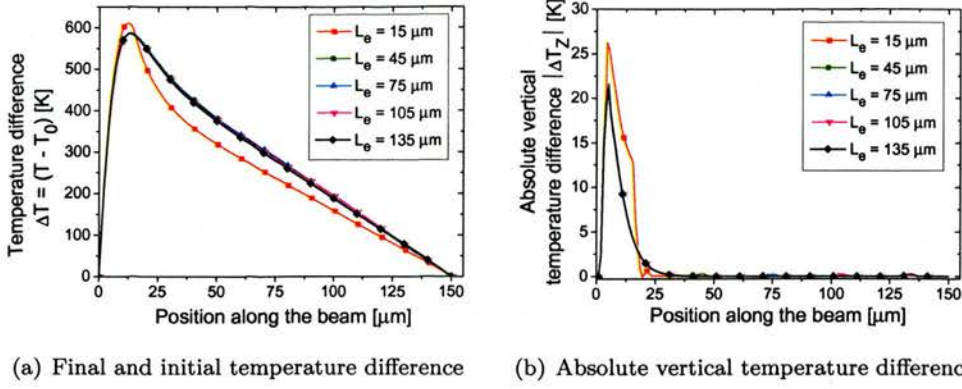 Temperature difference
ΔT = (T - T₀) [K]
600
500
400
300
200
100
0
Lₑ = 15 μm
Lₑ = 45 μm
Lₑ = 75 μm
Lₑ = 105 μm
Lₑ = 135 μm
0 25 50 75 100 125 150
Position along the beam [μm]
(a) Final and initial temperature difference
Absolute vertical
temperature difference |ΔT_Z| [K]
30
25
20
15
10
5
0
Lₑ = 15 μm
Lₑ = 45 μm
Lₑ = 75 μm
Lₑ = 105 μm
Lₑ = 135 μm
0 25 50 75 100 125 150
Position along the beam [μm]
(b) Absolute vertical temperature differenc